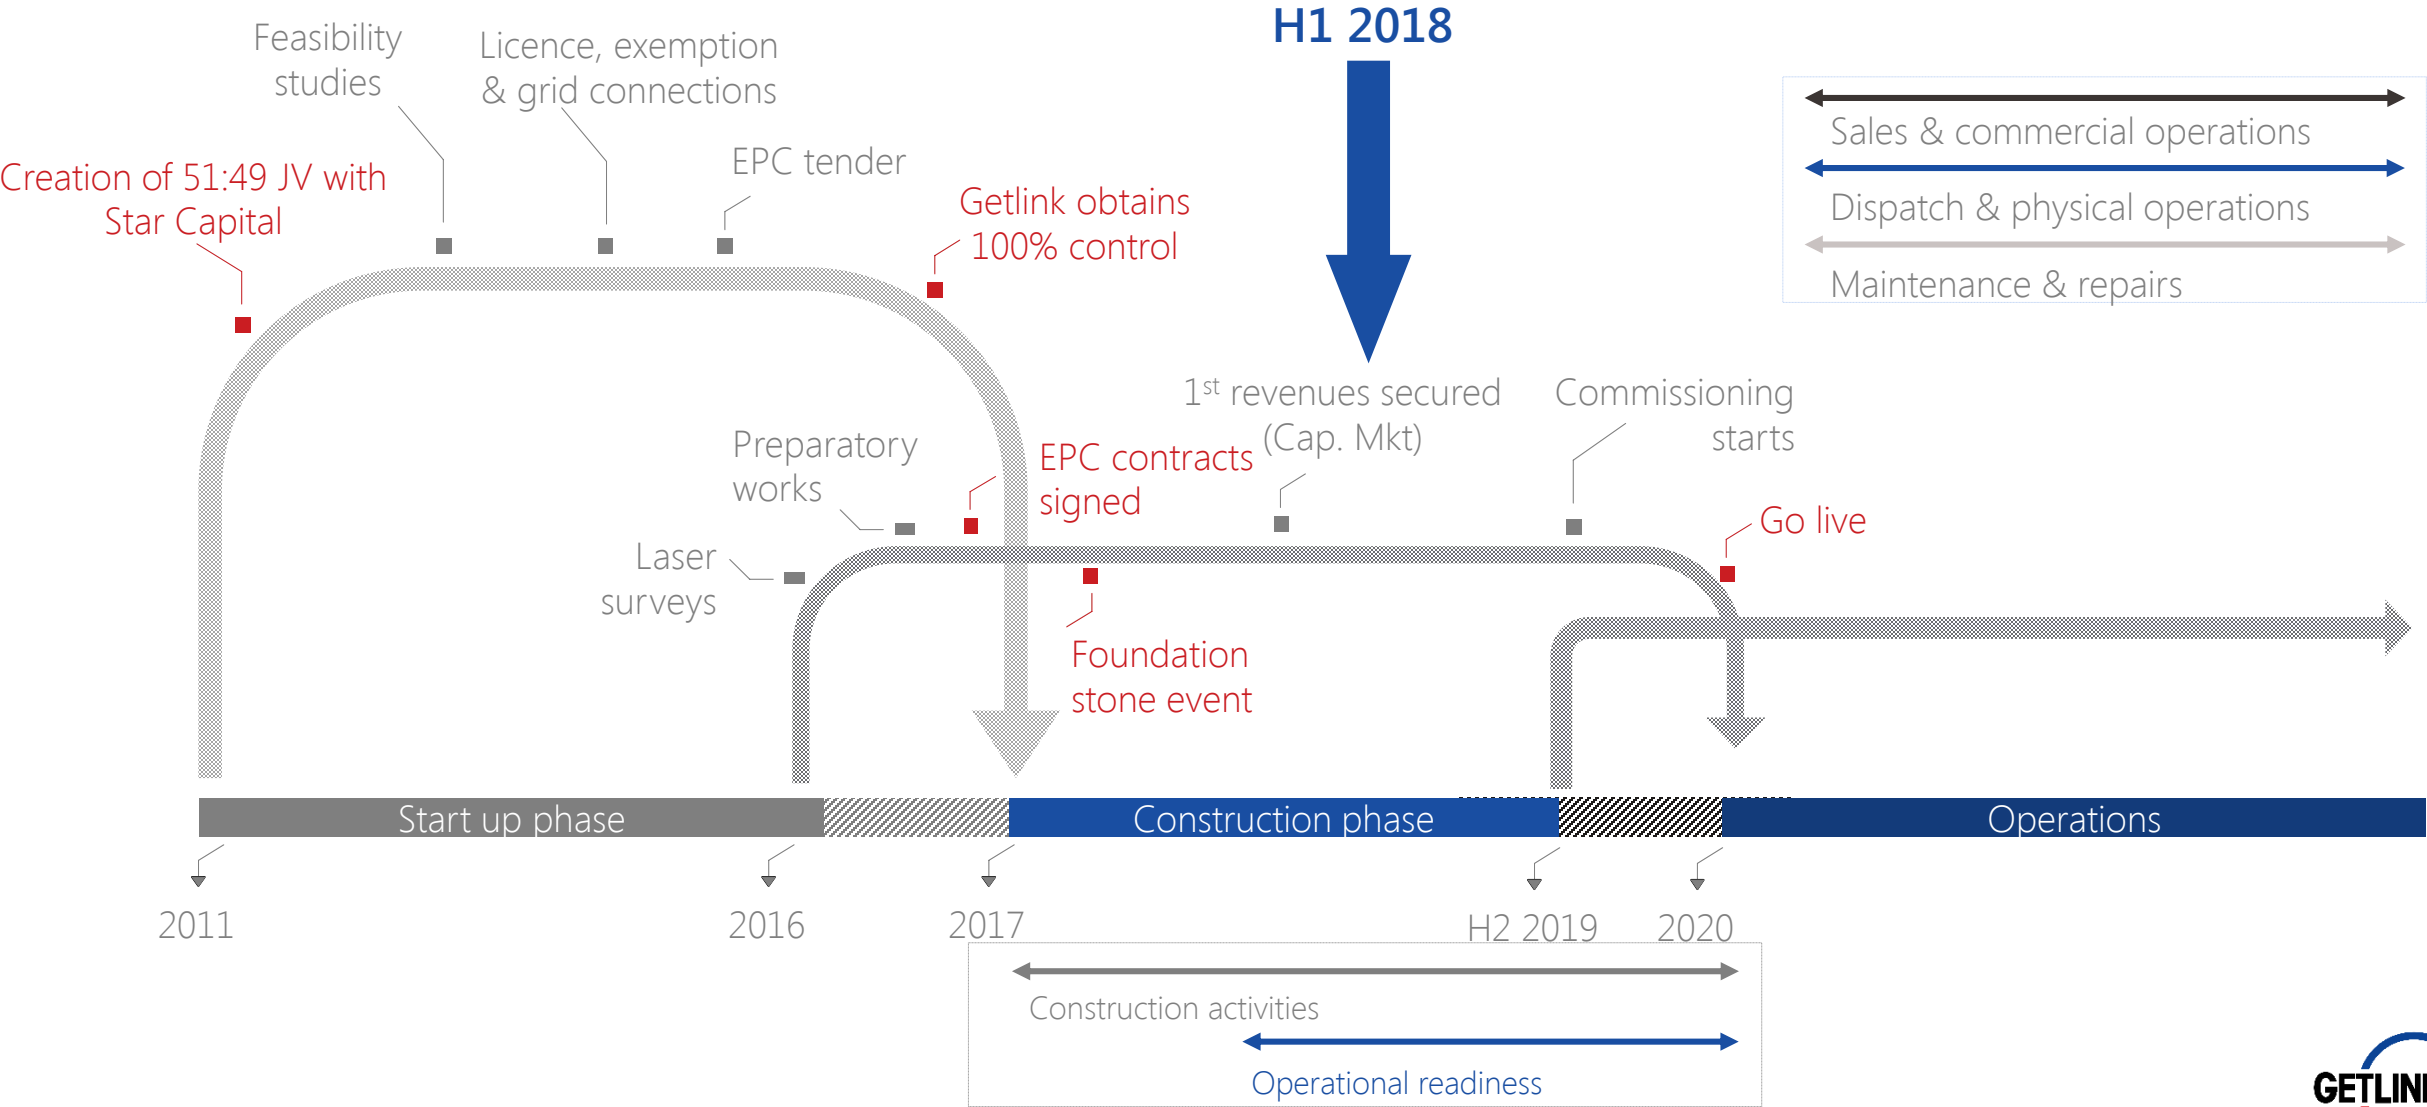 H1 2018
Feasibility
studies
Licence, exemption
& grid connections
EPC tender
Creation of 51:49 JV with
Star Capital
Getlink obtains
100% control
Sales & commercial operations
Dispatch & physical operations
Maintenance & repairs
1st revenues secured
(Cap. Mkt)
Commissioning
starts
Preparatory
works
EPC contracts
signed
Go live
Laser
surveys
Foundation
stone event
Start up phase
Construction phase
Operations
2011
2016
2017
H2 2019
2020
Construction activities
Operational readiness